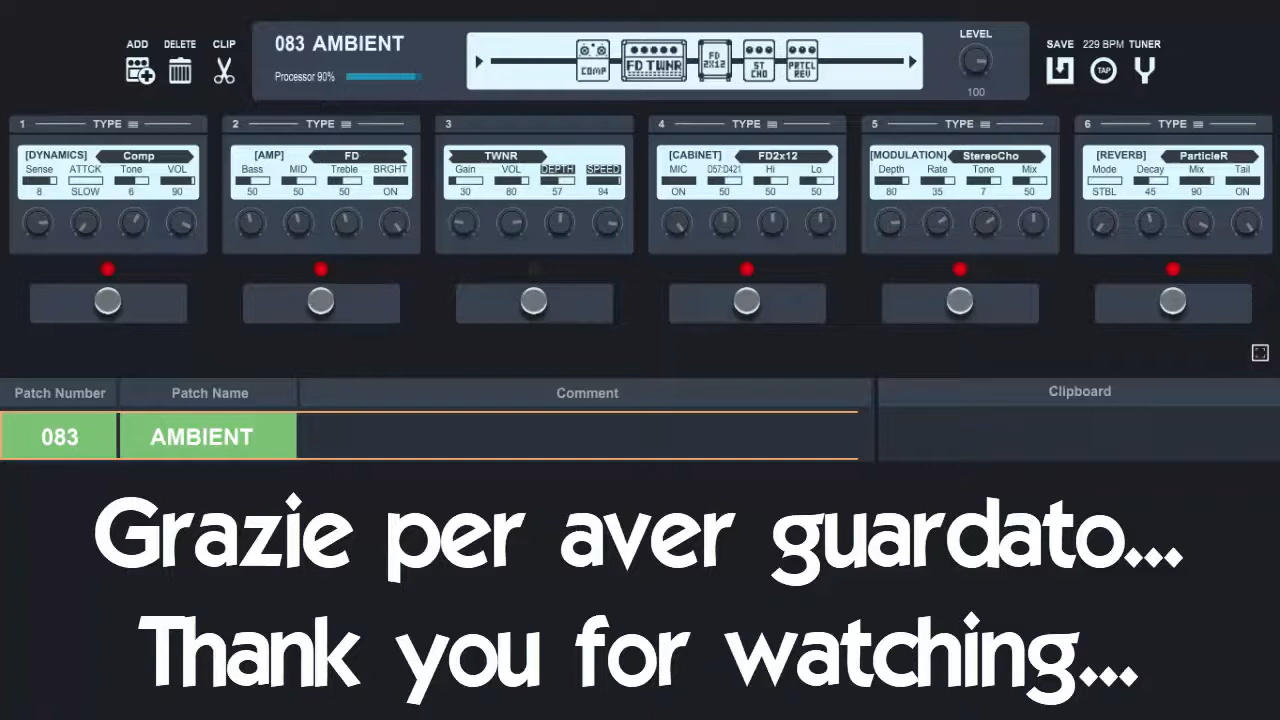 ADD DELETE CLIP
083 AMBIENT
Processor 90%
COMP FD TWNR FD 2X12 ST CHO PRTCL REV
LEVEL
100
SAVE 229 BPM TUNER
TAP
1 TYPE 2 TYPE 3 4 TYPE 5 TYPE 6 TYPE
[DYNAMICS] Comp [AMP] FD TWNR [CABINET] FD2x12 [MODULATION] StereoCho [REVERB] ParticleR
Sense ATTCK Tone VOL Bass MID Treble BRGHT Gain VOL DEPTH SPEED MIC D57:D421 Hi Lo Depth Rate Tone Mix Mode Decay Mix Tail
8 SLOW 6 90 50 50 50 ON 30 80 57 94 ON 50 50 50 80 35 7 50 STBL 45 90 ON
Patch Number Patch Name Comment Clipboard
083 AMBIENT
Grazie per aver guardato...
Thank you for watching...